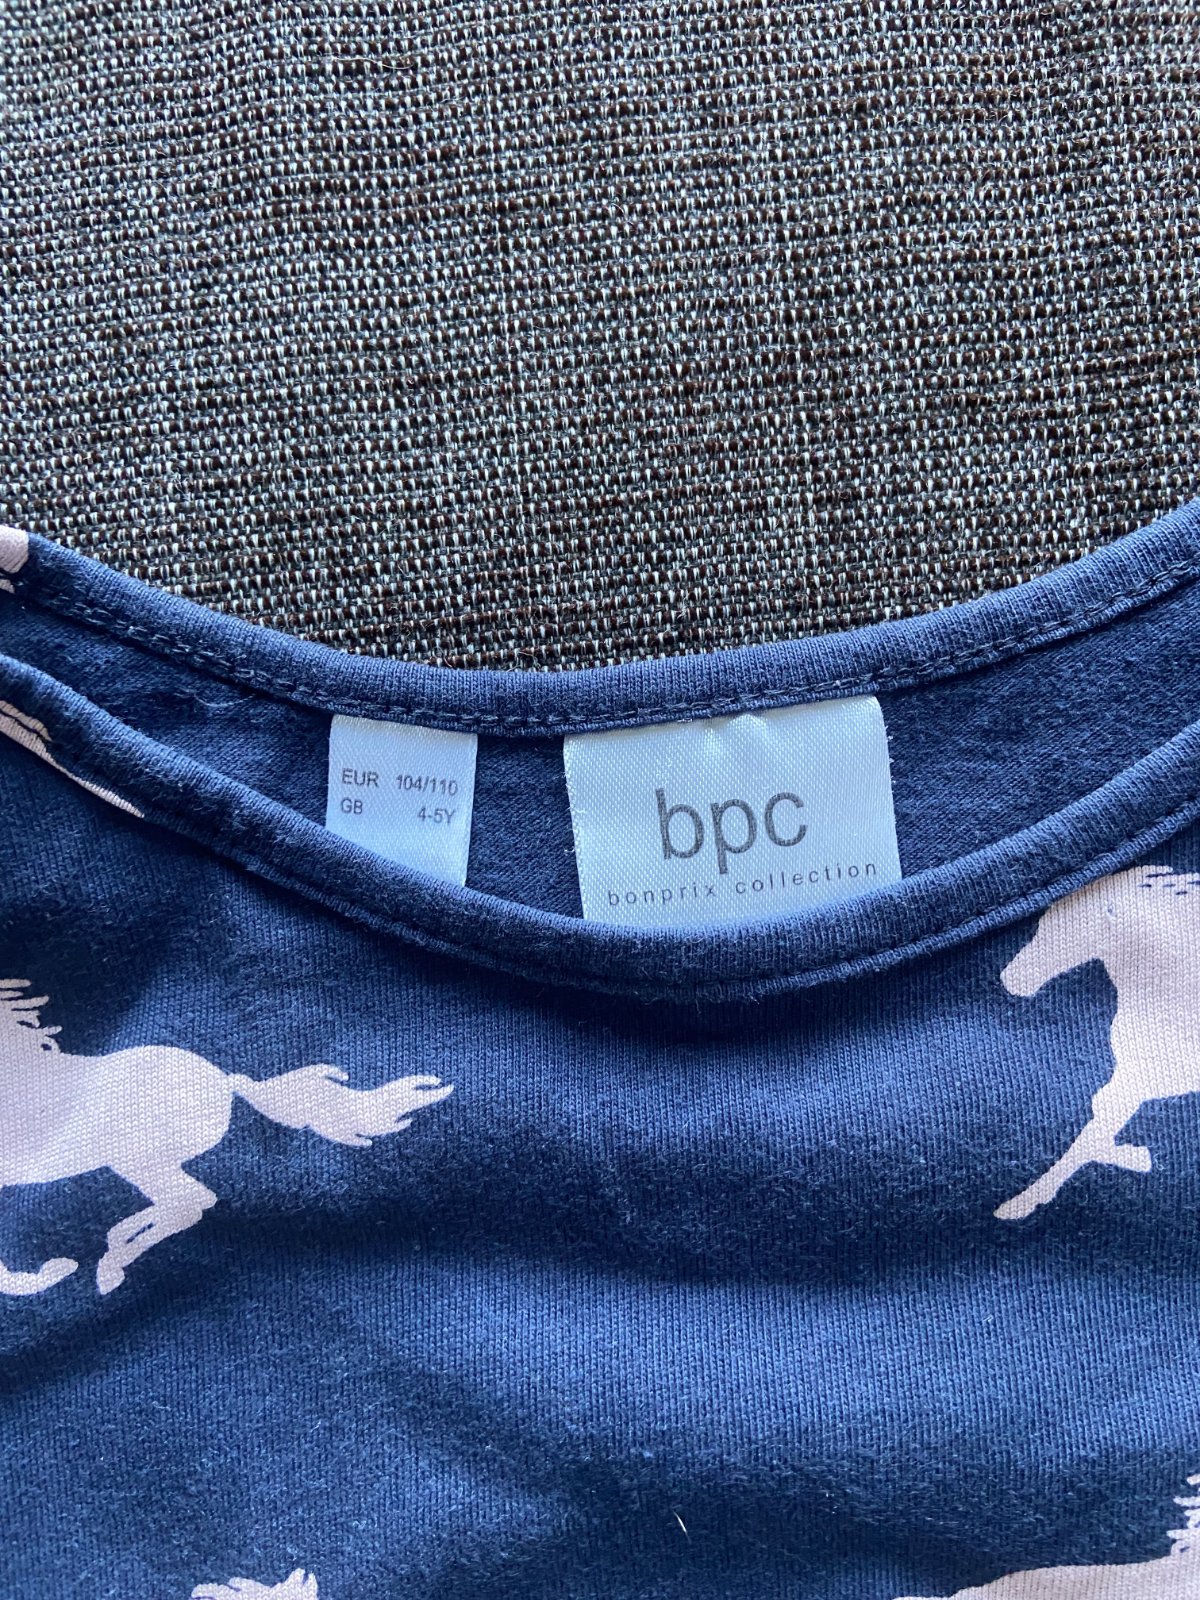 EUR 104/110
GB 4-5Y
bpc
bonprix collection